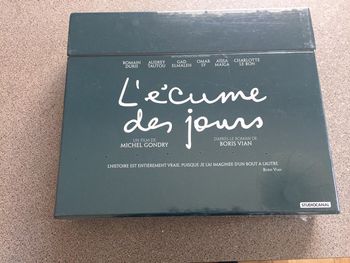 ROMAIN DURIS AUDREY TAUTOU GAD ELMALEH OMAR SY AÏSSA MAÏGA CHARLOTTE LE BON
L'écume
des jours
UN FILM DE
MICHEL GONDRY
D'APRÈS LE ROMAN DE
BORIS VIAN
L'HISTOIRE EST ENTIÈREMENT VRAIE, PUISQUE JE L'AI IMAGINÉE D'UN BOUT À L'AUTRE.
BORIS VIAN
STUDIOCANAL